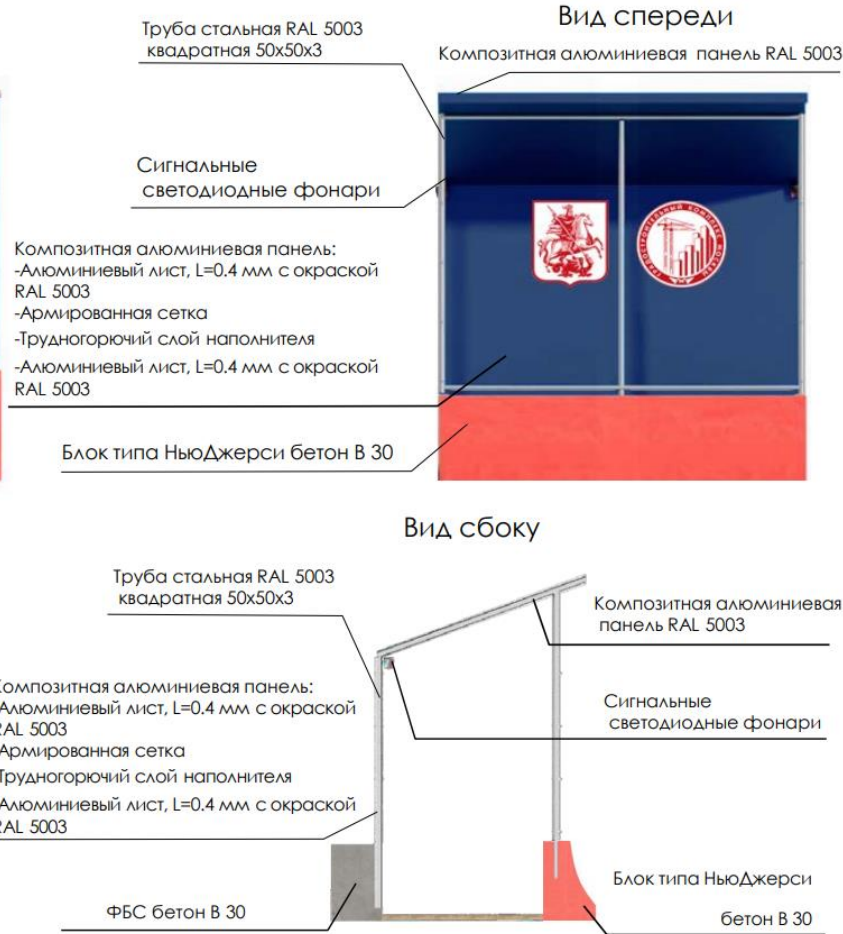 Вид спереди
Труба стальная RAL 5003
квадратная 50х50х3
Композитная алюминиевая панель RAL 5003
Сигнальные
светодиодные фонари
Композитная алюминиевая панель:
-Алюминиевый лист, L=0.4 мм с окраской
RAL 5003
-Армированная сетка
-Трудногорючий слой наполнителя
-Алюминиевый лист, L=0.4 мм с окраской
RAL 5003
Блок типа НьюДжерси бетон В 30
Вид сбоку
Труба стальная RAL 5003
квадратная 50х50х3
Композитная алюминиевая
панель RAL 5003
Композитная алюминиевая панель:
Алюминиевый лист, L=0.4 мм с окраской
RAL 5003
Армированная сетка
Трудногорючий слой наполнителя
Алюминиевый лист, L=0.4 мм с окраской
RAL 5003
Сигнальные
светодиодные фонари
ФБС бетон В 30
Блок типа НьюДжерси
бетон В 30